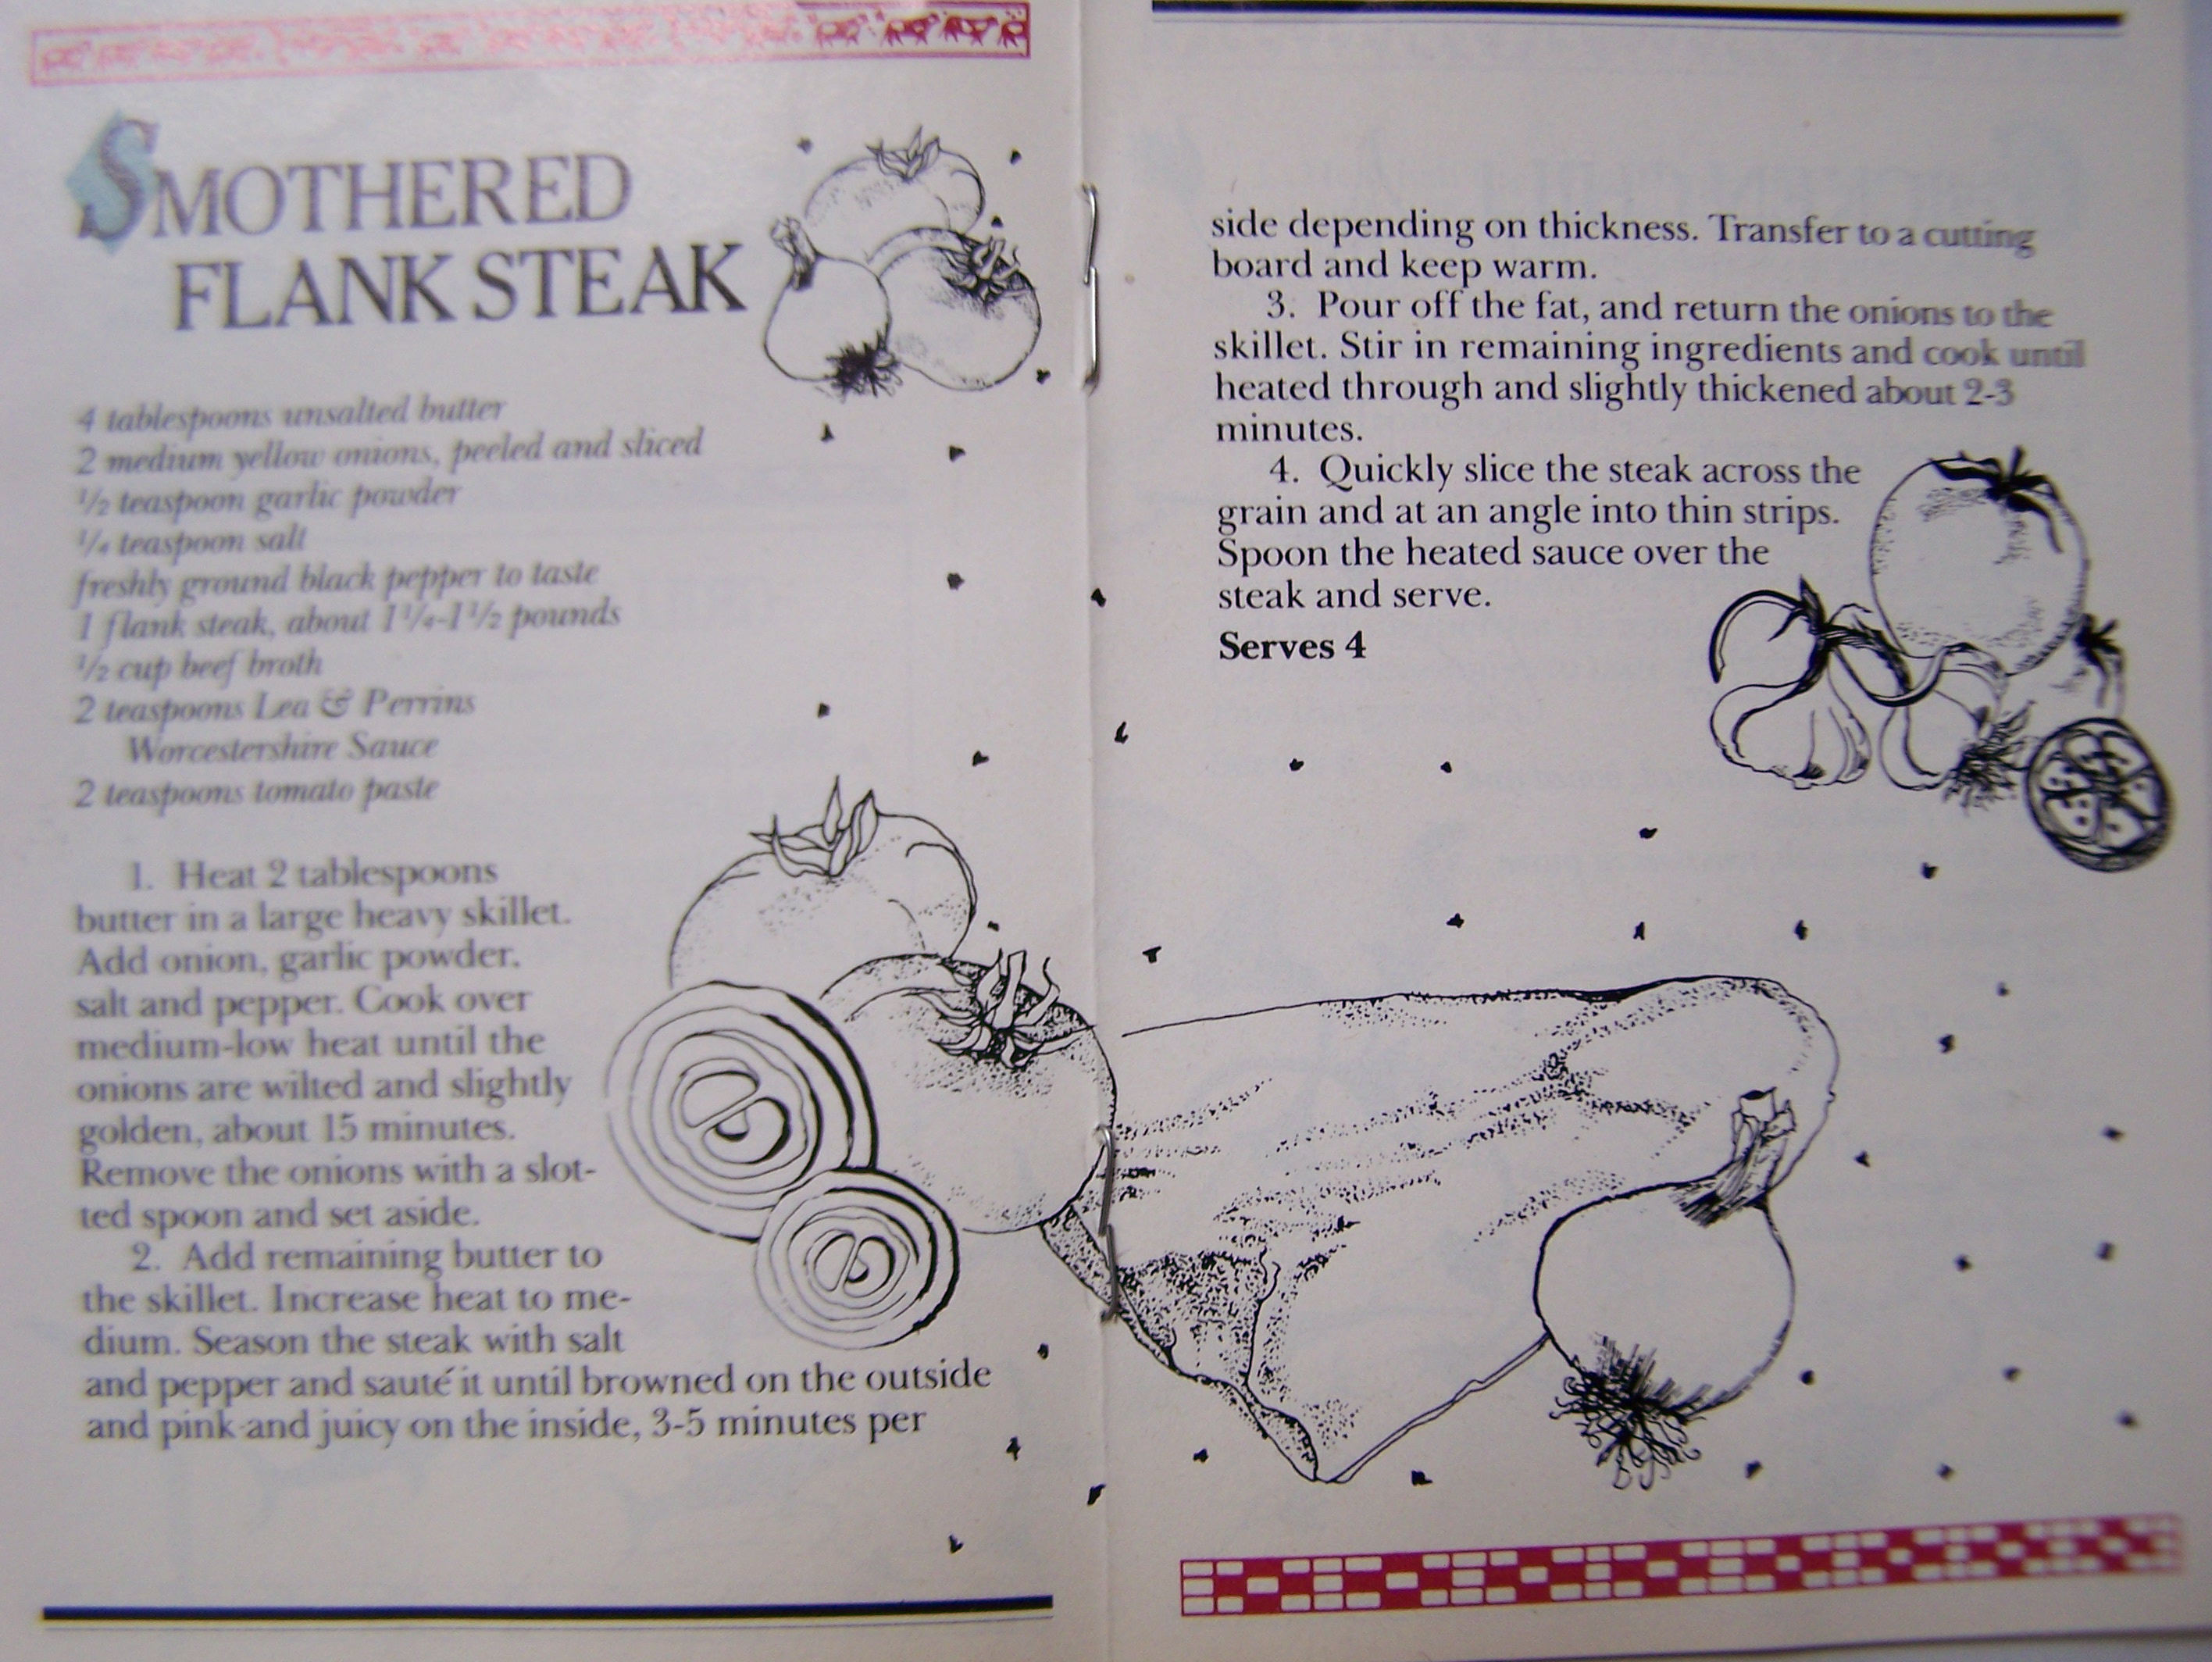 SMOTHERED
FLANK STEAK
4 tablespoons unsalted butter
2 medium yellow onions, peeled and sliced
1/2 teaspoon garlic powder
1/4 teaspoon salt
freshly ground black pepper to taste
1 flank steak, about 1 1/4-1 1/2 pounds
1/2 cup beef broth
2 teaspoons Lea & Perrins
Worcestershire Sauce
2 teaspoons tomato paste
1. Heat 2 tablespoons
butter in a large heavy skillet.
Add onion, garlic powder.
salt and pepper. Cook over
medium-low heat until the
onions are wilted and slightly
golden, about 15 minutes.
Remove the onions with a slot-
ted spoon and set aside.
2. Add remaining butter to
the skillet. Increase heat to me-
dium. Season the steak with salt
and pepper and sauté it until browned on the outside
and pink and juicy on the inside, 3-5 minutes per
side depending on thickness. Transfer to a cutting
board and keep warm.
3. Pour off the fat, and return the onions to the
skillet. Stir in remaining ingredients and cook until
heated through and slightly thickened about 2-3
minutes.
4. Quickly slice the steak across the
grain and at an angle into thin strips.
Spoon the heated sauce over the
steak and serve.
Serves 4